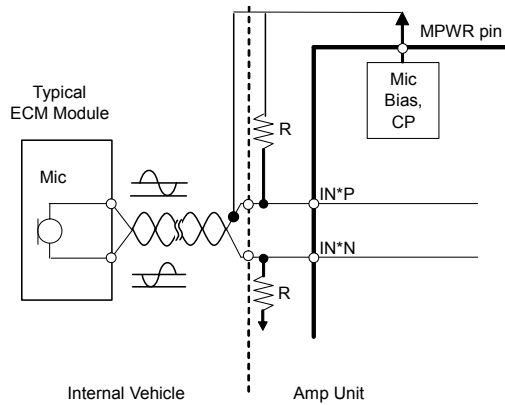 MPWR pin
Typical
ECM Module
Mic
Bias,
CP
R
Mic
IN*P
IN*N
R
Internal Vehicle
Amp Unit